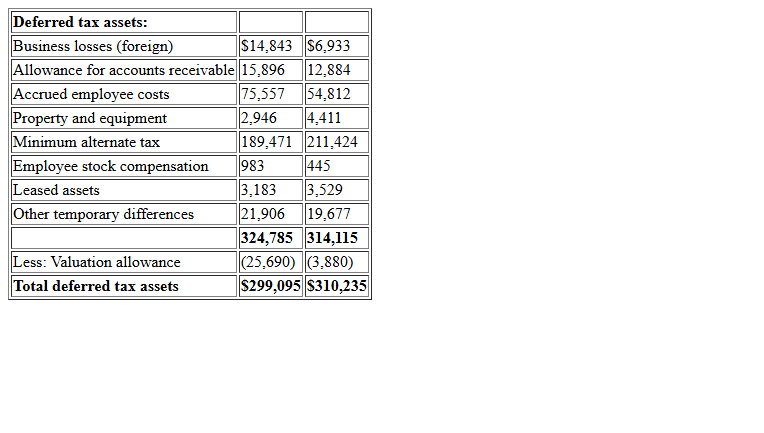 Deferred tax assets:
Business losses (foreign) $14,843 $6,933
Allowance for accounts receivable 15,896 12,884
Accrued employee costs 75,557 54,812
Property and equipment 2,946 4,411
Minimum alternate tax 189,471 211,424
Employee stock compensation 983 445
Leased assets 3,183 3,529
Other temporary differences 21,906 19,677
324,785 314,115
Less: Valuation allowance (25,690) (3,880)
Total deferred tax assets $299,095 $310,235